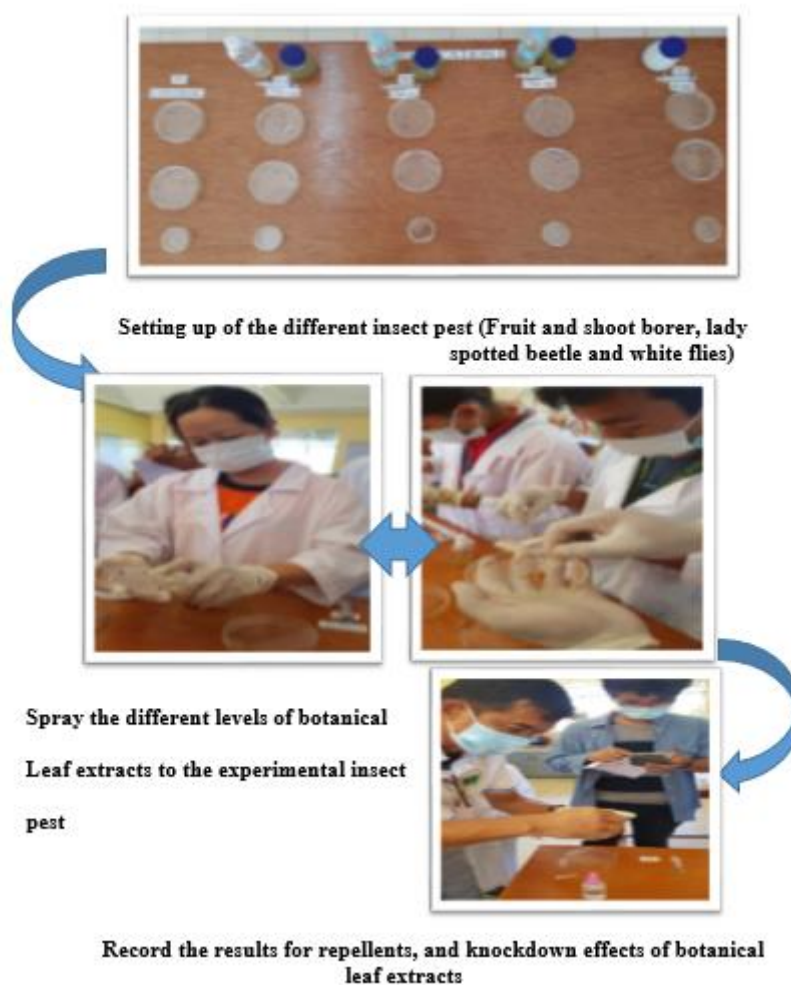 Setting up of the different insect pest (Fruit and shoot borer, lady
spotted beetle and white flies)
Spray the different levels of botanical
Leaf extracts to the experimental insect
pest
Record the results for repellents, and knockdown effects of botanical
leaf extracts